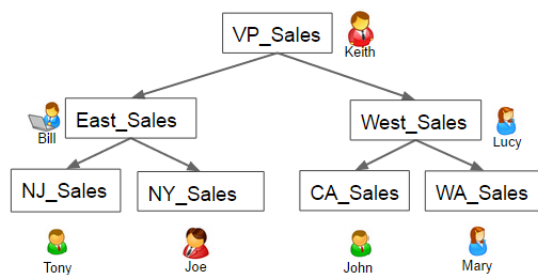 VP_Sales
Keith
Bill
East_Sales
West_Sales
Lucy
NJ_Sales
NY_Sales
CA_Sales
WA_Sales
Tony
Joe
John
Mary